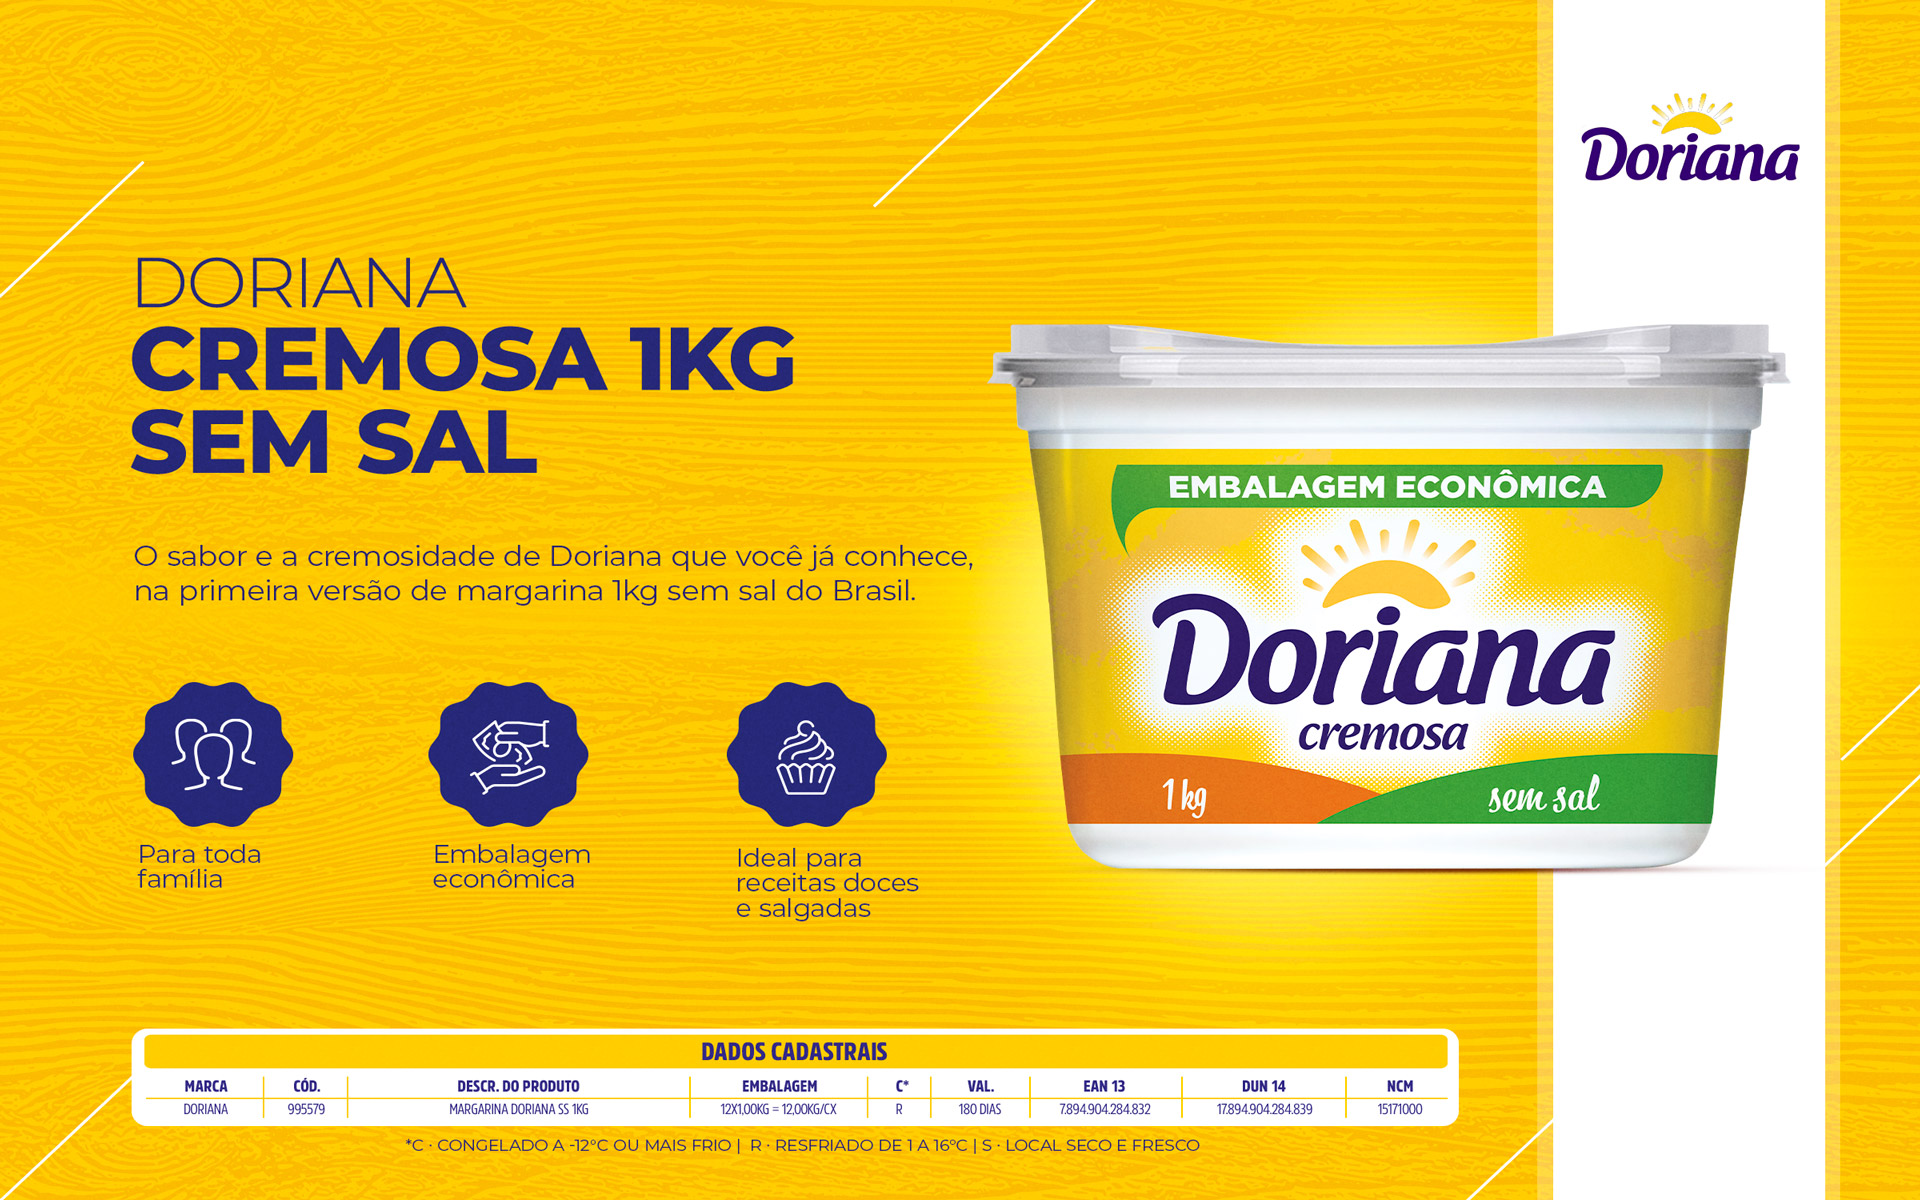 Doriana
DORIANA
CREMOSA 1KG
SEM SAL
O sabor e a cremosidade de Doriana que você já conhece,
na primeira versão de margarina 1kg sem sal do Brasil.
Para toda
família
Embalagem
econômica
Ideal para
receitas doces
e salgadas
EMBALAGEM ECONÔMICA
Doriana
cremosa
1 kg
sem sal
DADOS CADASTRAIS
MARCA CÓD. DESCR. DO PRODUTO EMBALAGEM C* VAL. EAN 13 DUN 14 NCM
DORIANA 995579 MARGARINA DORIANA SS 1KG 12X1,00KG = 12,00KG/CX R 180 DIAS 7.894.904.284.832 17.894.904.284.839 15171000
*C · CONGELADO A -12°C OU MAIS FRIO | R · RESFRIADO DE 1 A 16°C | S · LOCAL SECO E FRESCO